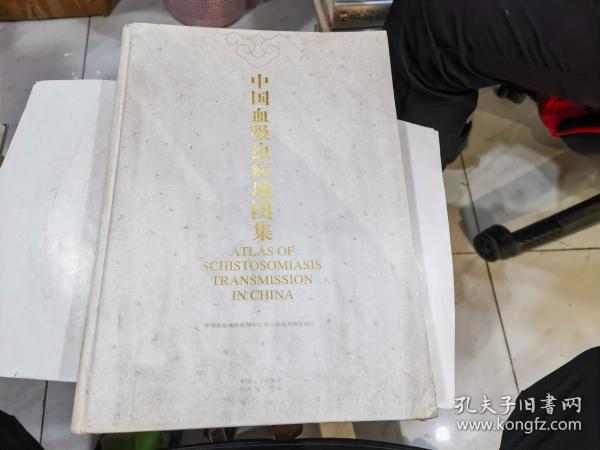 中国血吸虫病地图集
ATLAS OF
SCHISTOSOMIASIS
TRANSMISSION
IN CHINA
孔夫子旧書网
www.kongfz.com